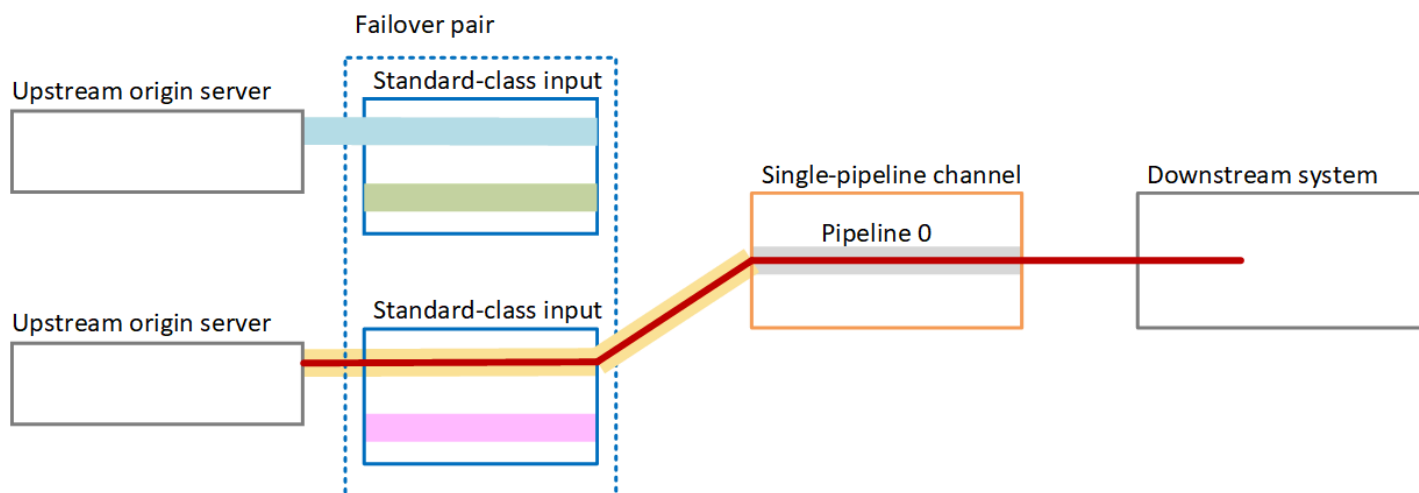 Failover pair
Standard-class input
Upstream origin server
Single-pipeline channel
Downstream system
Pipeline 0
Standard-class input
Upstream origin server